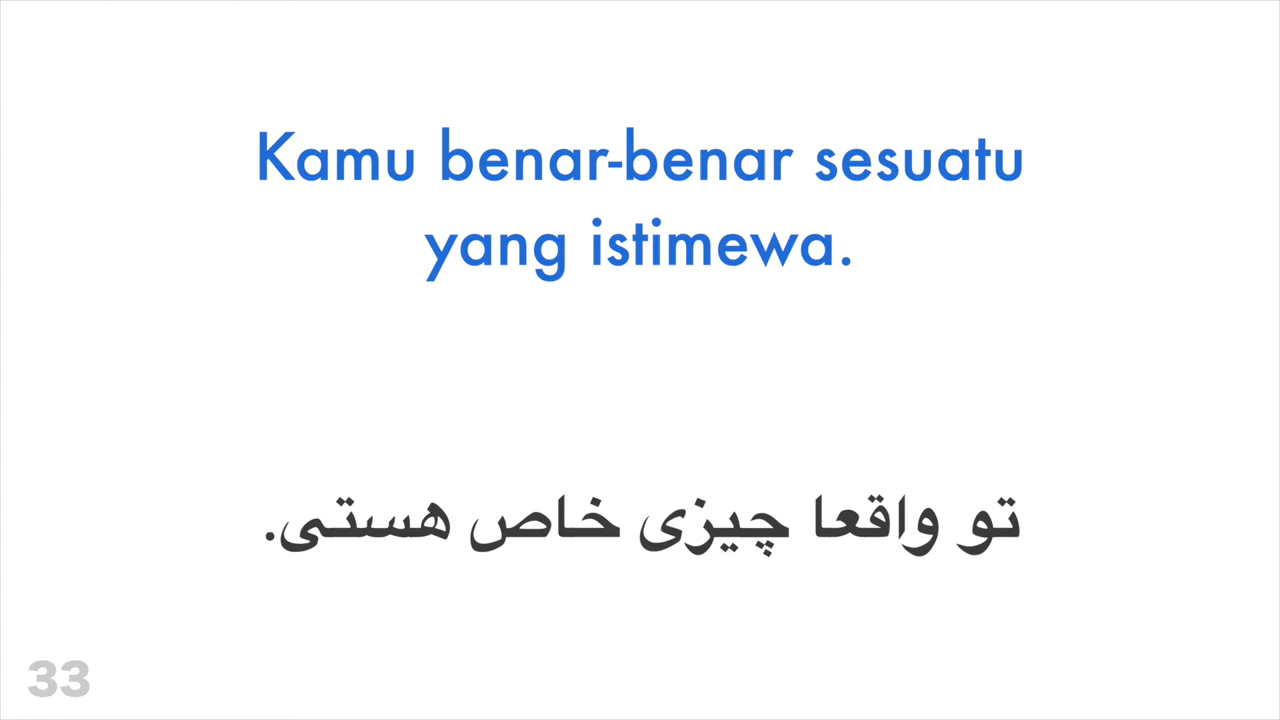 Kamu benar-benar sesuatu
yang istimewa.
تو واقعا چیزی خاص هستی.
33